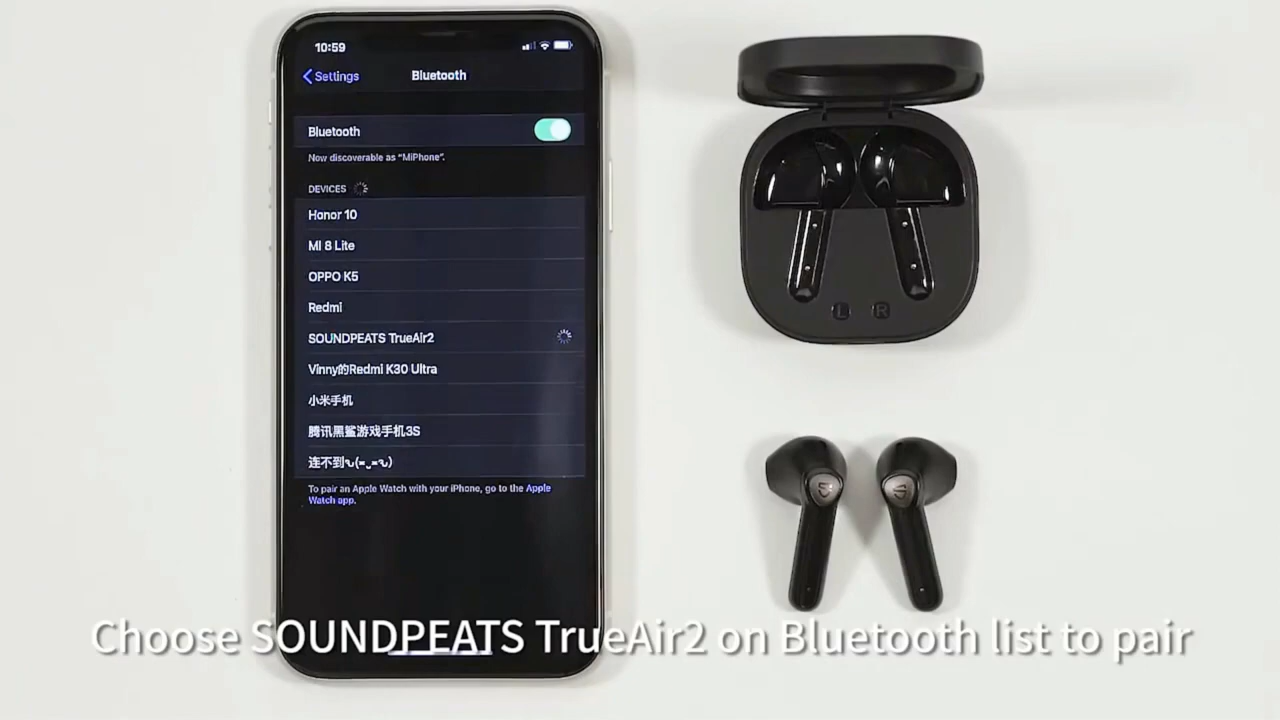 10:59
Settings
Bluetooth
Bluetooth
Now discoverable as “MiPhone”.
DEVICES
Honor 10
MI 8 Lite
OPPO K5
Redmi
SOUNDPEATS TrueAir2
Vinny的Redmi K30 Ultra
小米手机
腾讯黑鲨游戏手机3S
连不到ԅ(≖‿≖ԅ)
To pair an Apple Watch with your iPhone, go to the Apple
Watch app.
L R
Choose SOUNDPEATS TrueAir2 on Bluetooth list to pair